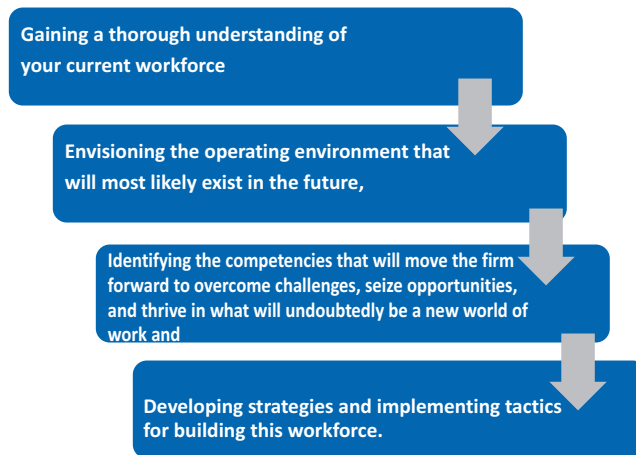 Gaining a thorough understanding of
your current workforce
Envisioning the operating environment that
will most likely exist in the future,
Identifying the competencies that will move the firm
forward to overcome challenges, seize opportunities,
and thrive in what will undoubtedly be a new world of
work and
Developing strategies and implementing tactics
for building this workforce.